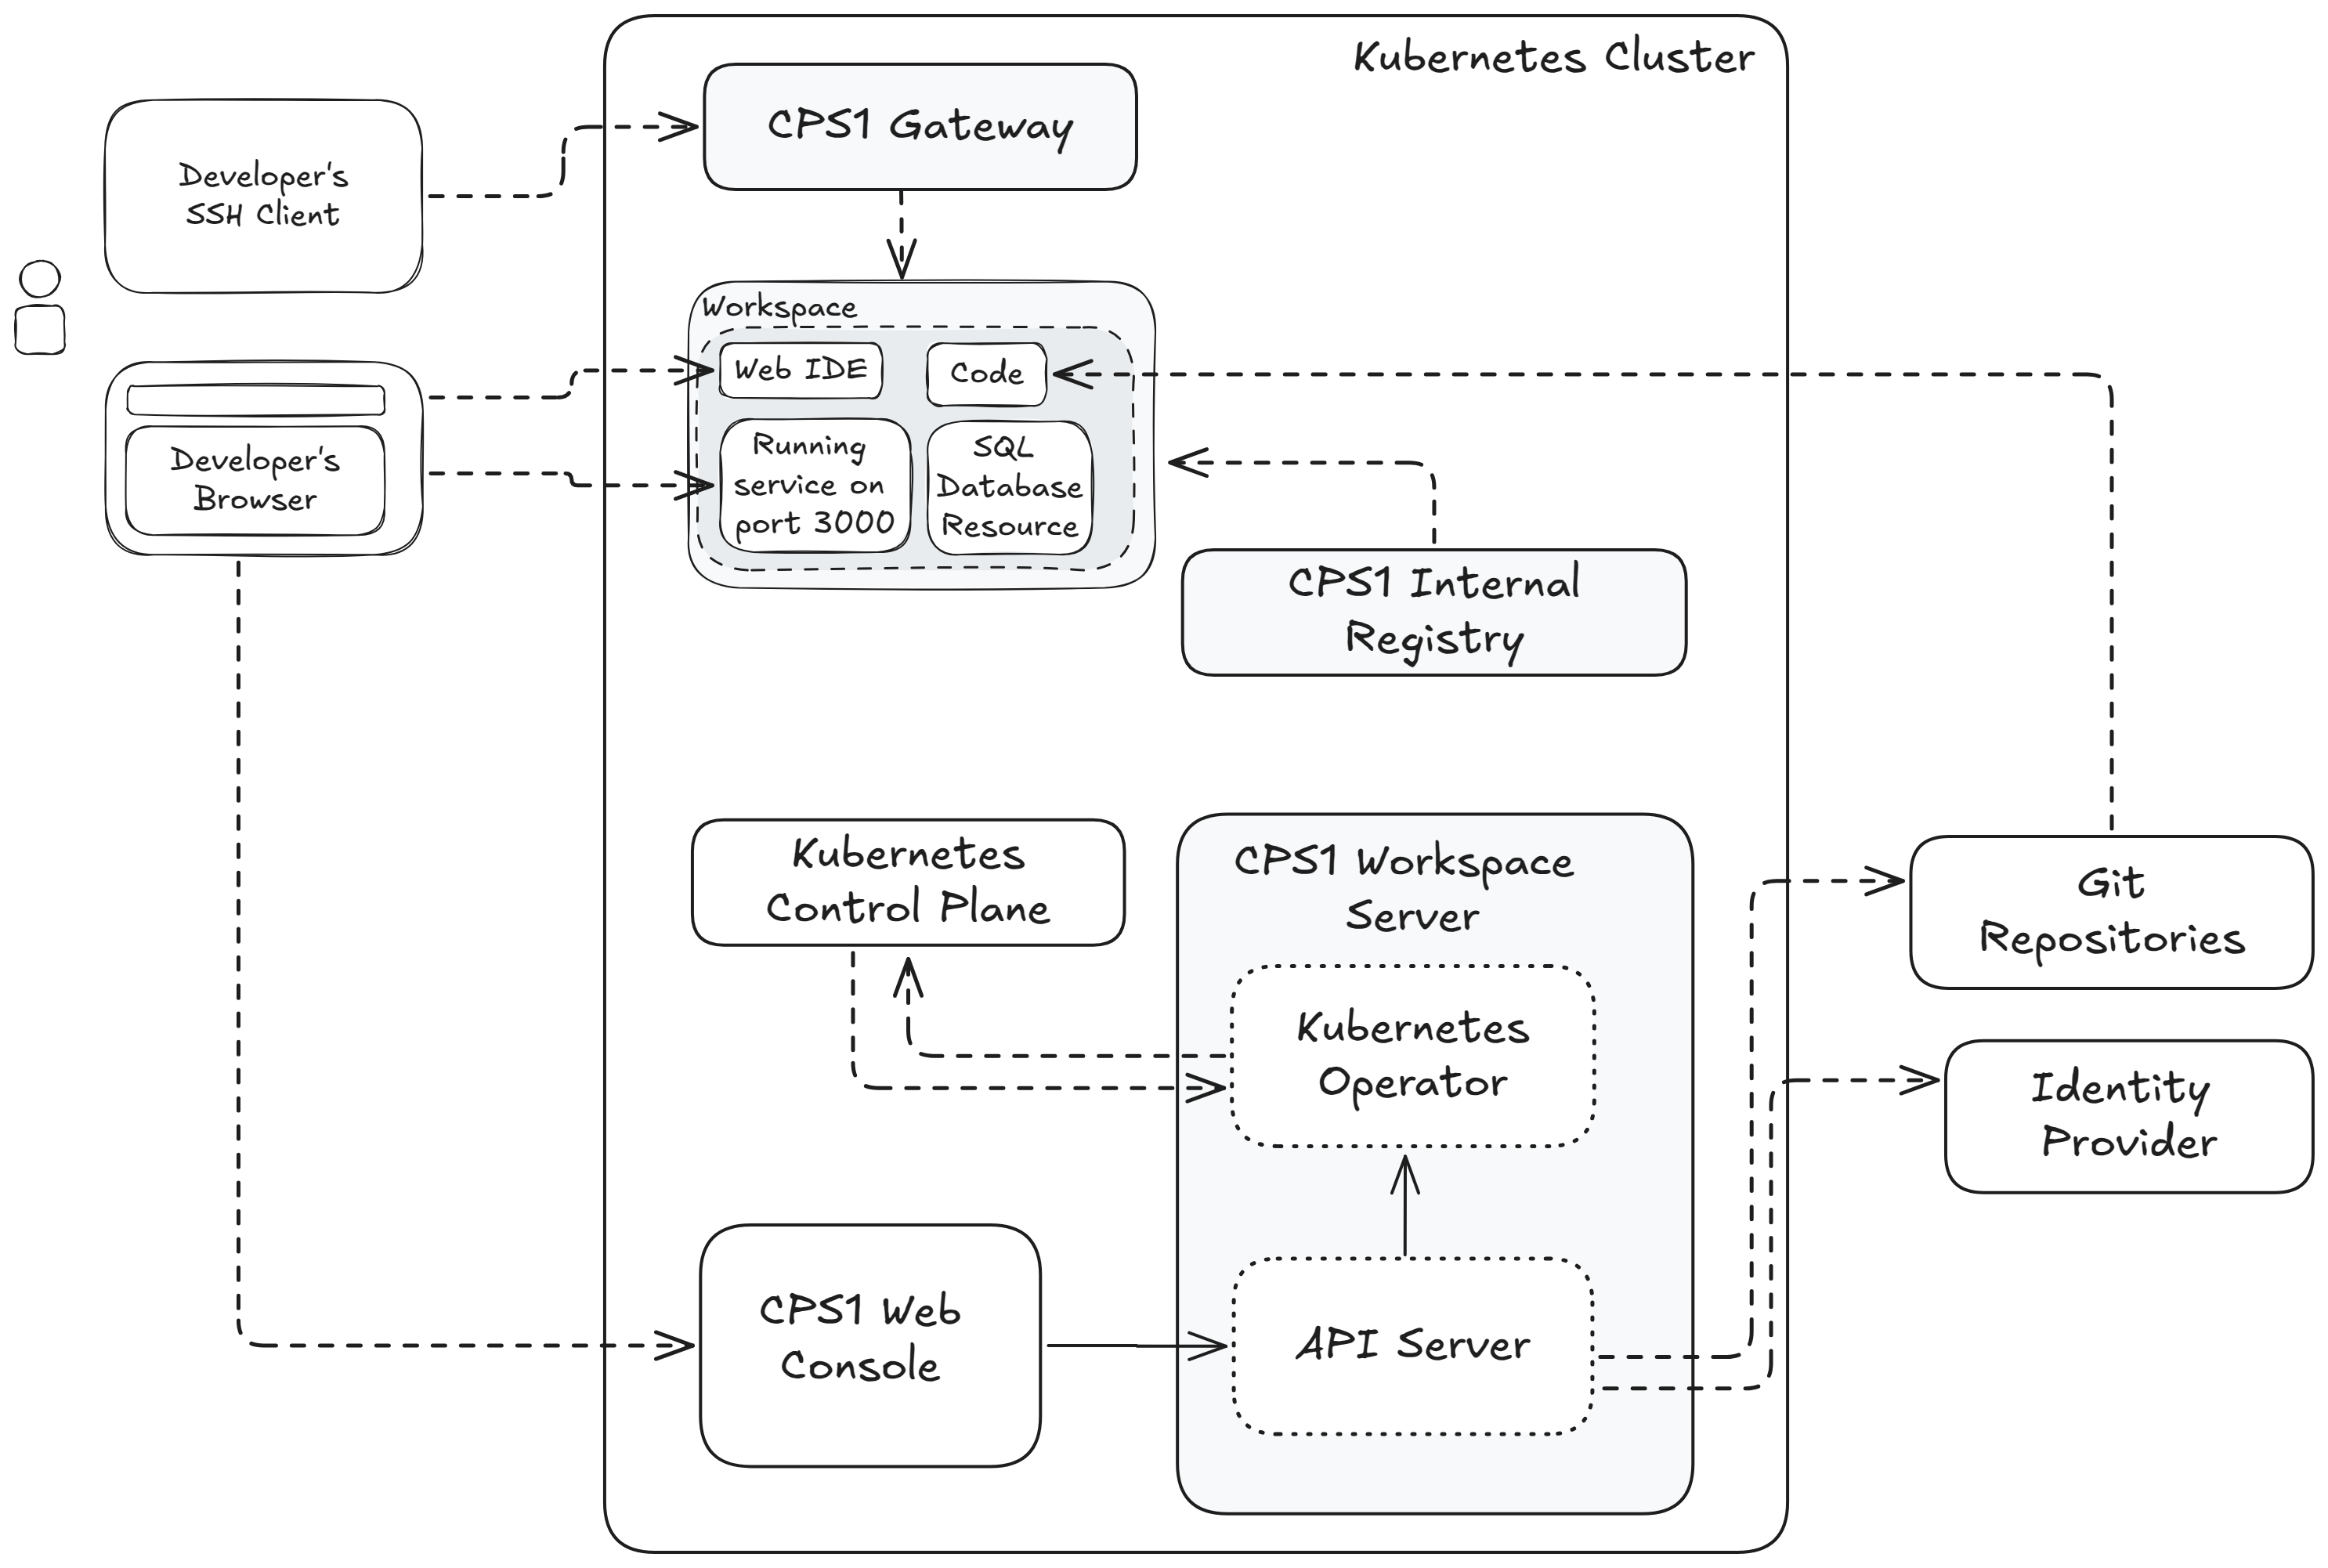 Kubernetes Cluster
CPS1 Gateway
Developer's
SSH Client
Workspace
Web IDE
Code
Running
service on
port 3000
SQL
Database
Resource
Developer's
Browser
CPS1 Internal
Registry
Kubernetes
Control Plane
CPS1 Workspace
Server
Git
Repositories
Kubernetes
Operator
Identity
Provider
CPS1 Web
Console
API Server